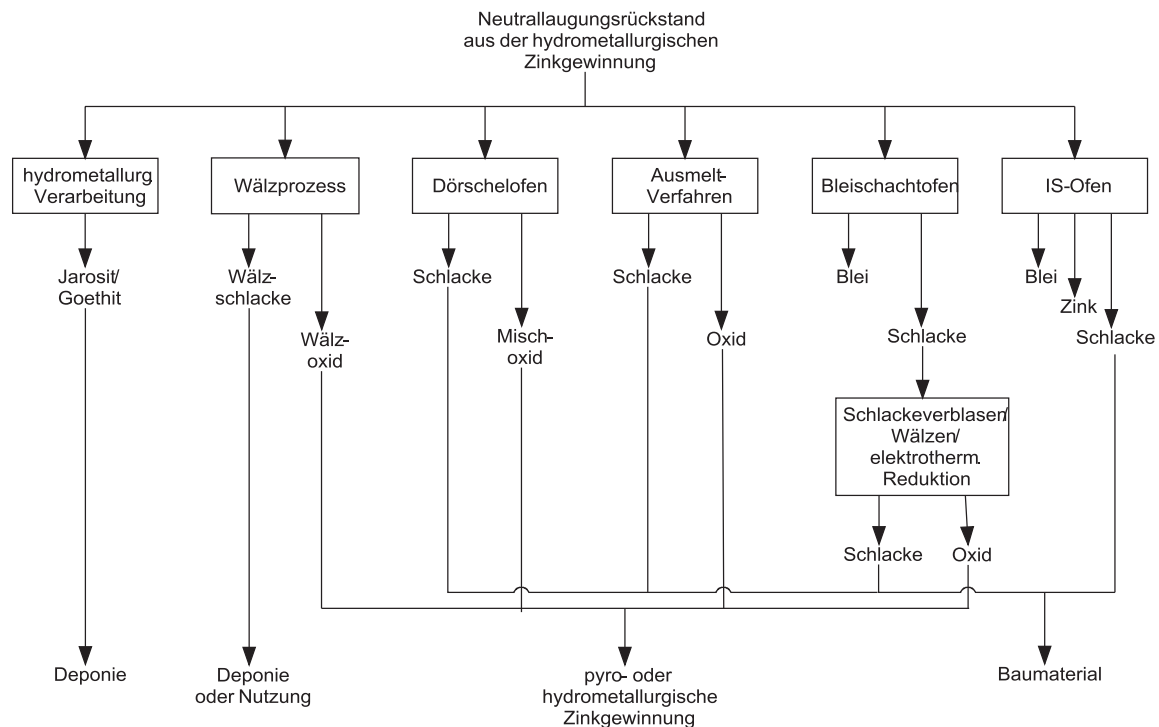 Neutrallaugungsrückstand
aus der hydrometallurgischen
Zinkgewinnung
hydrometallurg.
Verarbeitung
Wälzprozess
Dörschelofen
Ausmelt-
Verfahren
Bleischachtofen
IS-Ofen
Jarosit/
Goethit
Wälz-
schlacke
Wälz-
oxid
Schlacke
Misch-
oxid
Schlacke
Oxid
Blei
Schlacke
Blei
Zink
Schlacke
Schlackeverblasen/
Wälzen/
elektrotherm.
Reduktion
Schlacke
Oxid
Deponie
Deponie
oder Nutzung
pyro- oder
hydrometallurgische
Zinkgewinnung
Baumaterial